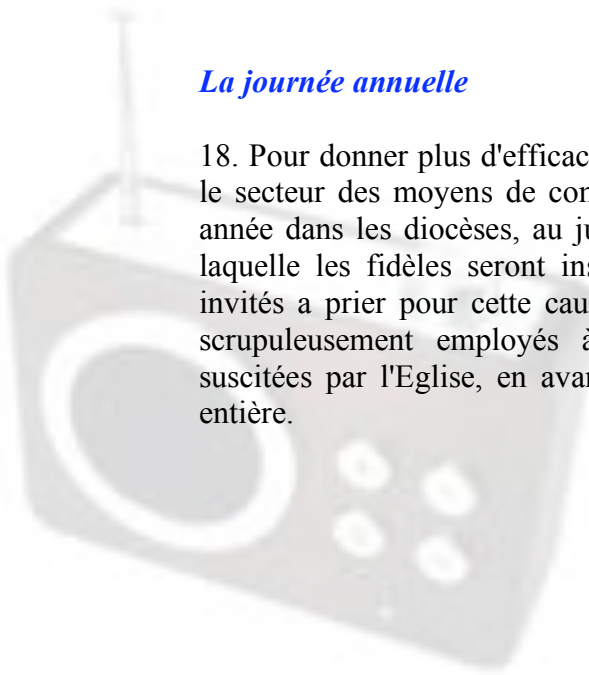 La journée annuelle
18. Pour donner plus d'efficac
le secteur des moyens de con
année dans les diocèses, au ju
laquelle les fidèles seront ins
invités a prier pour cette cau
scrupuleusement employés à
suscitées par l'Eglise, en avan
entière.